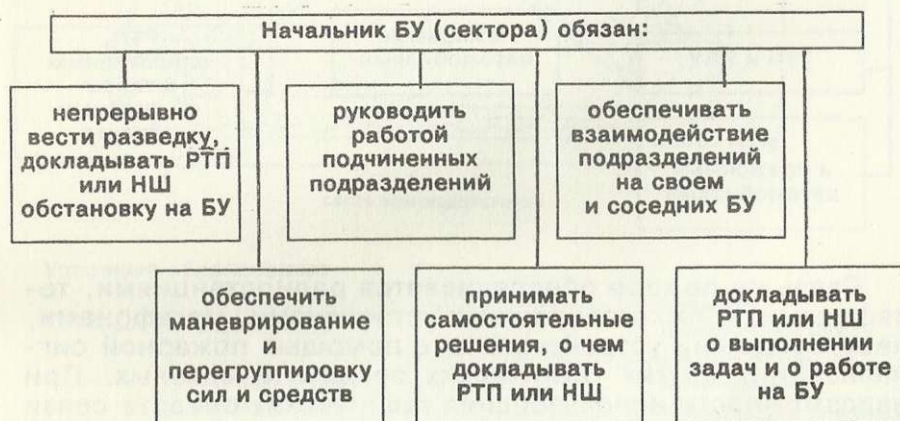 Начальник БУ (сектора) обязан:
непрерывно
вести разведку,
докладывать РТП
или НШ
обстановку на БУ
руководить
работой
подчиненных
подразделений
обеспечивать
взаимодействие
подразделений
на своем
и соседних БУ
обеспечить
маневрирование
и
перегруппировку
сил и средств
принимать
самостоятельные
решения, о чем
докладывать
РТП или НШ
докладывать
РТП или НШ
о выполнении
задач и о работе
на БУ